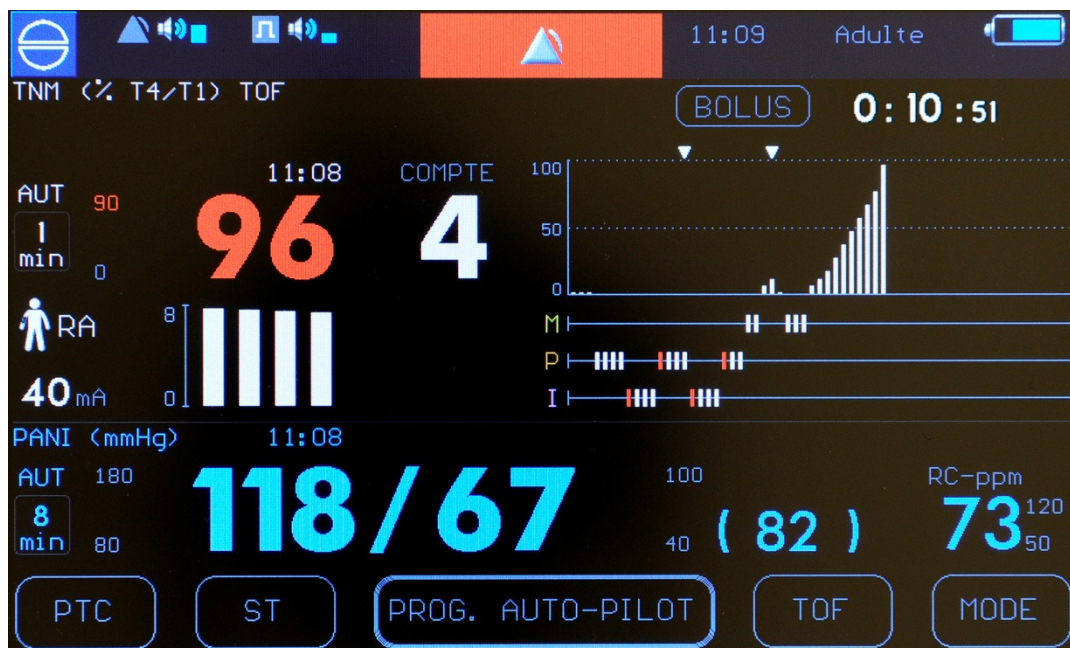 11:09 Adulte
TNM (% T4/T1) TOF
BOLUS 0:10:51
11:08 COMPTE
AUT 90 96 4
1 min 0
100
50
0
RA 8
40 mA 0
M
P
I
PANI (mmHg) 11:08
AUT 180 118/67 100 RC-ppm
8 min 80 40 (82) 73 120 50
PTC ST PROG. AUTO-PILOT TOF MODE